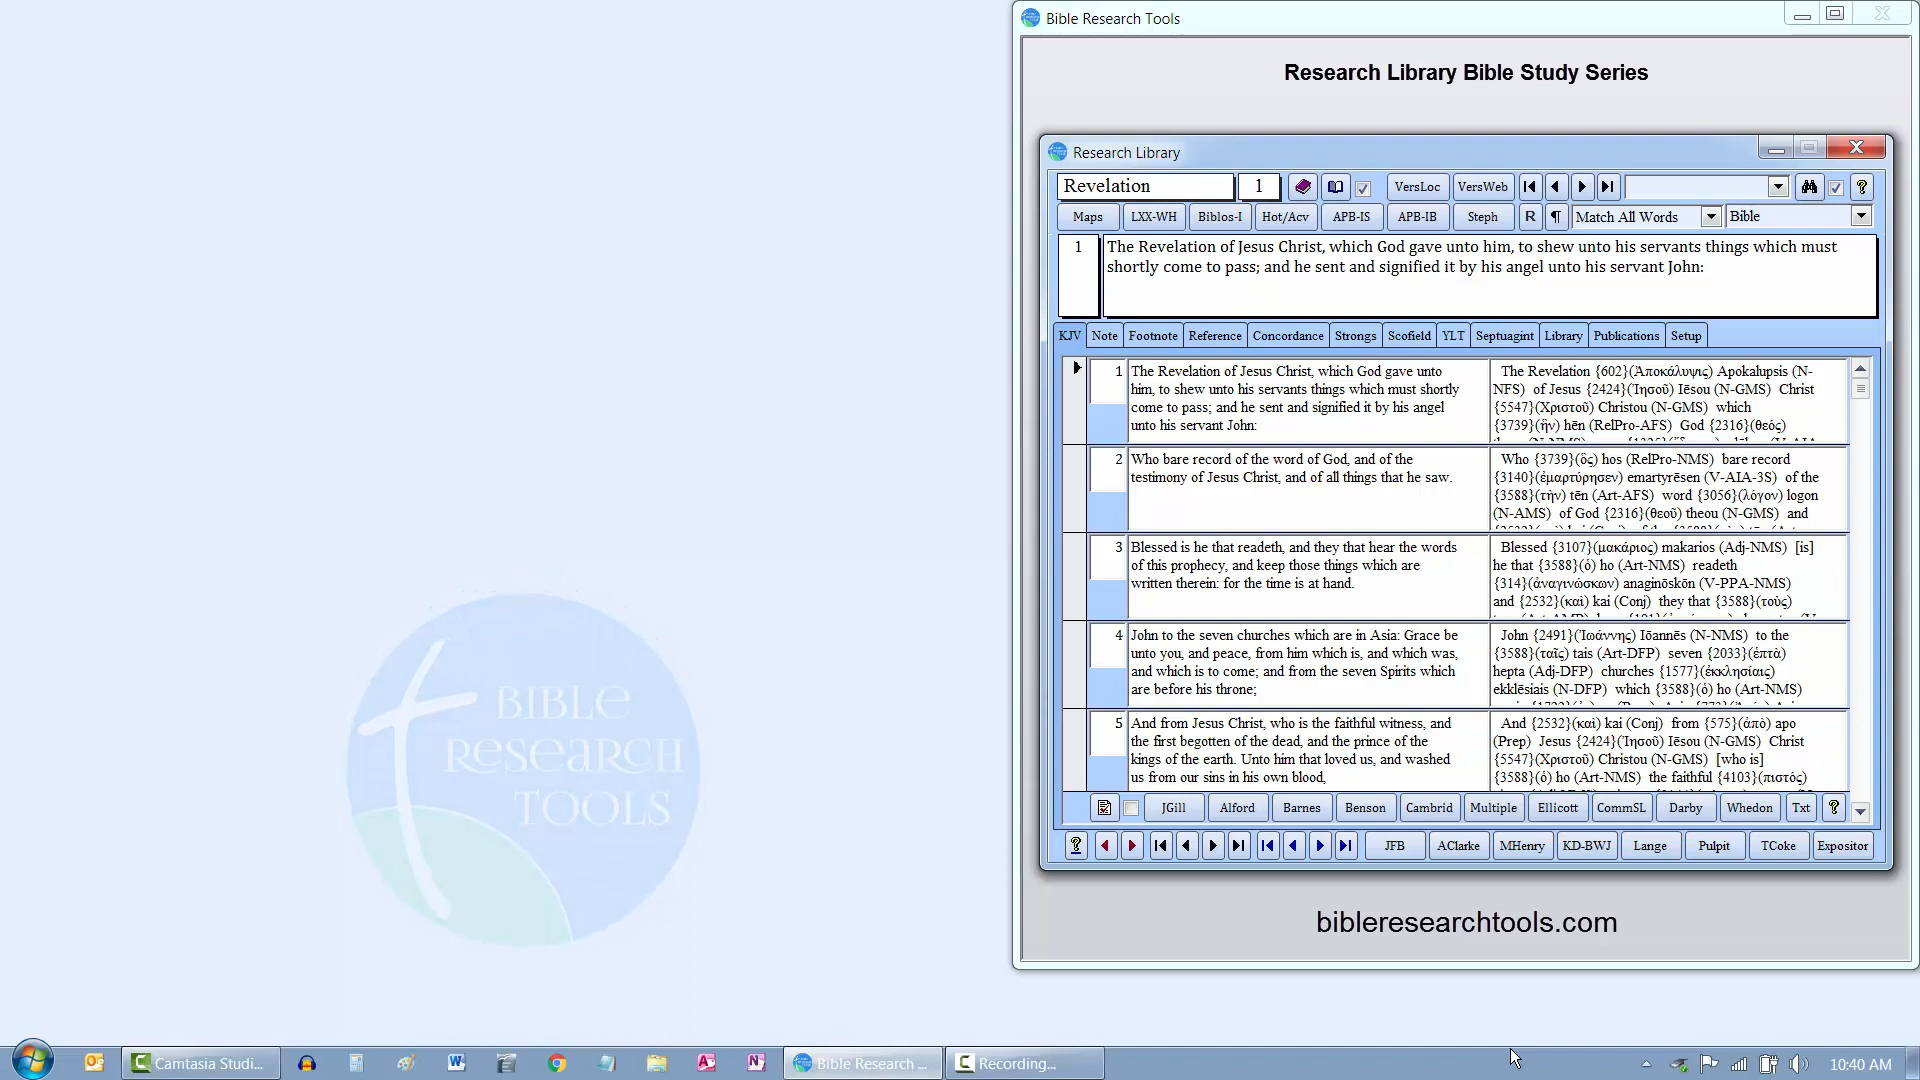 Bible Research Tools
Research Library Bible Study Series
Research Library
Revelation 1 VersLoc VersWeb
Maps LXX-WH Biblos-I Hot/Acv APB-IS APB-IB Steph R ¶ Match All Words Bible
1 The Revelation of Jesus Christ, which God gave unto him, to shew unto his servants things which must
shortly come to pass; and he sent and signified it by his angel unto his servant John:
KJV Note Footnote Reference Concordance Strongs Scofield YLT Septuagint Library Publications Setup
1 The Revelation of Jesus Christ, which God gave unto
him, to shew unto his servants things which must shortly
come to pass; and he sent and signified it by his angel
unto his servant John:
The Revelation {602}(Ἀποκάλυψις) Apokalupsis (N-
NFS) of Jesus {2424}(Ἰησοῦ) Iēsou (N-GMS) Christ
{5547}(Χριστοῦ) Christou (N-GMS) which
{3739}(ἣν) hēn (RelPro-AFS) God {2316}(θεός)
2 Who bare record of the word of God, and of the
testimony of Jesus Christ, and of all things that he saw.
Who {3739}(ὃς) hos (RelPro-NMS) bare record
{3140}(ἐμαρτύρησεν) emartyrēsen (V-AIA-3S) of the
{3588}(τὴν) tēn (Art-AFS) word {3056}(λόγον) logon
(N-AMS) of God {2316}(θεοῦ) theou (N-GMS) and
3 Blessed is he that readeth, and they that hear the words
of this prophecy, and keep those things which are
written therein: for the time is at hand.
Blessed {3107}(μακάριος) makarios (Adj-NMS) [is]
he that {3588}(ὁ) ho (Art-NMS) readeth
{314}(ἀναγινώσκων) anaginōskōn (V-PPA-NMS)
and {2532}(καὶ) kai (Conj) they that {3588}(τοὺς)
4 John to the seven churches which are in Asia: Grace be
unto you, and peace, from him which is, and which was,
and which is to come; and from the seven Spirits which
are before his throne;
John {2491}(Ἰωάννης) Iōannēs (N-NMS) to the
{3588}(ταῖς) tais (Art-DFP) seven {2033}(ἑπτὰ)
hepta (Adj-DFP) churches {1577}(ἐκκλησίαις)
ekklēsiais (N-DFP) which {3588}(ὁ) ho (Art-NMS)
5 And from Jesus Christ, who is the faithful witness, and
the first begotten of the dead, and the prince of the
kings of the earth. Unto him that loved us, and washed
us from our sins in his own blood,
And {2532}(καὶ) kai (Conj) from {575}(ἀπὸ) apo
(Prep) Jesus {2424}(Ἰησοῦ) Iēsou (N-GMS) Christ
{5547}(Χριστοῦ) Christou (N-GMS) [who is]
{3588}(ὁ) ho (Art-NMS) the faithful {4103}(πιστός)
JGill Alford Barnes Benson Cambrid Multiple Ellicott CommSL Darby Whedon Txt ?
? JFB AClarke MHenry KD-BWJ Lange Pulpit TCoke Expositor
bibleresearchtools.com
BIBLE
RESEARCH
TOOLS
Camtasia Studi... Bible Research ... Recording... 10:40 AM